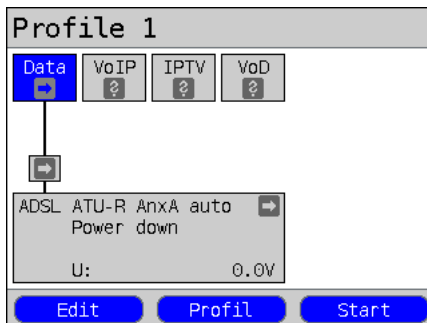 Profile 1
Data VoIP IPTV VoD
? ? ?
ADSL ATU-R AnxA auto
Power down
U: 0.0V
Edit Profil Start